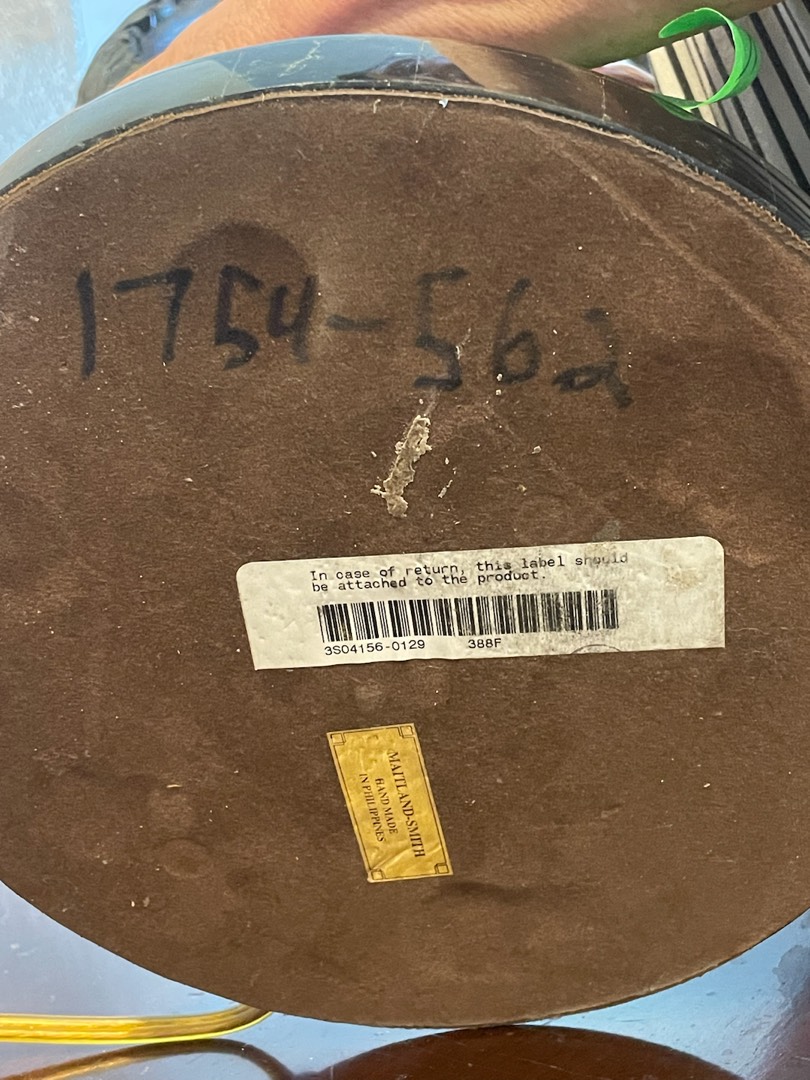 1754-562
In case of return, this label should
be attached to the product.
3S04156-0129 388F
MAITLAND-SMITH
HAND MADE
IN PHILIPPINES